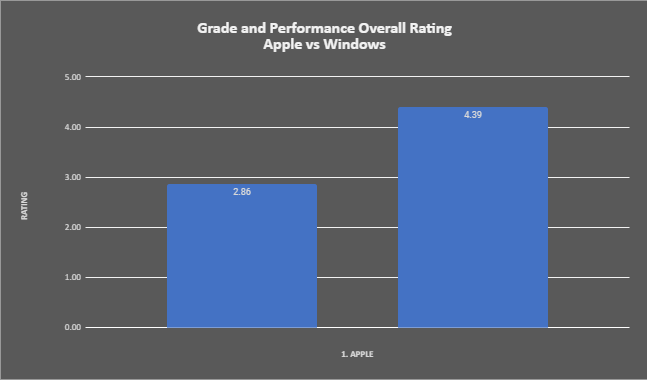 Grade and Performance Overall Rating
Apple vs Windows
5.00
4.00
3.00
2.00
1.00
0.00
RATING
2.86
4.39
1. APPLE